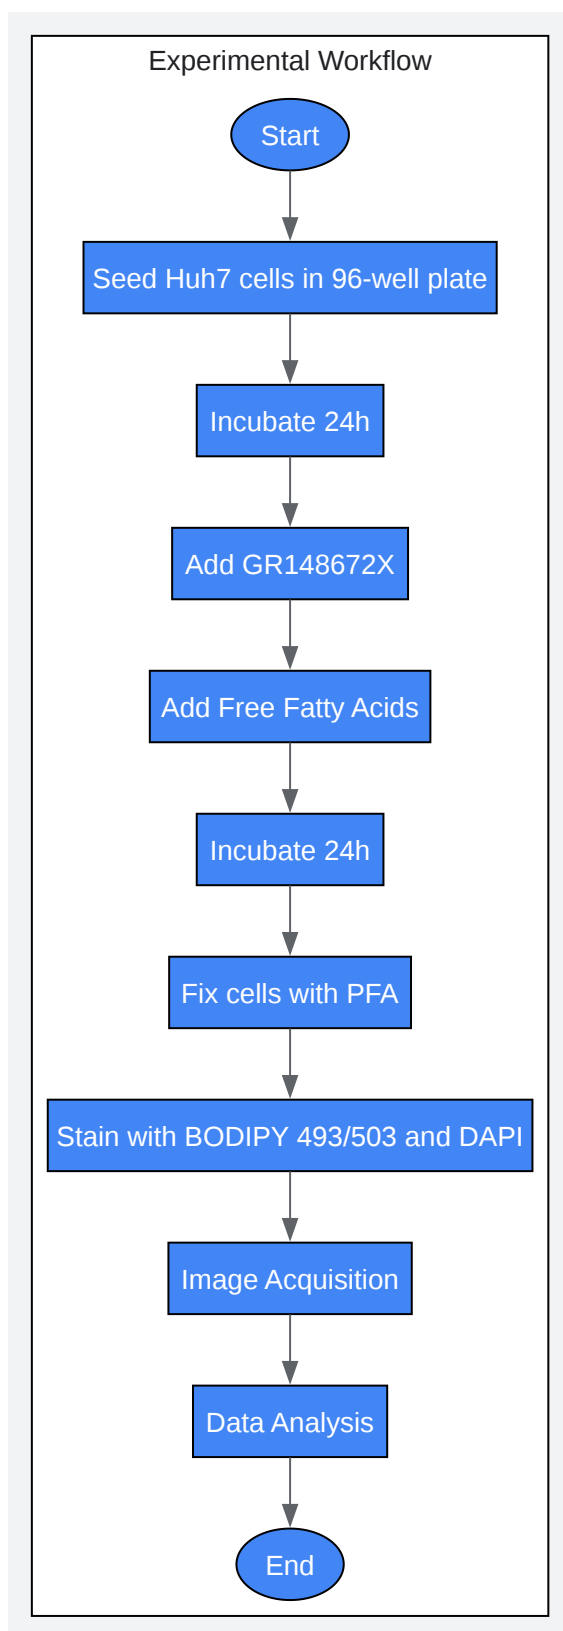 Experimental Workflow
Start
Seed Huh7 cells in 96-well plate
Incubate 24h
Add GR148672X
Add Free Fatty Acids
Incubate 24h
Fix cells with PFA
Stain with BODIPY 493/503 and DAPI
Image Acquisition
Data Analysis
End